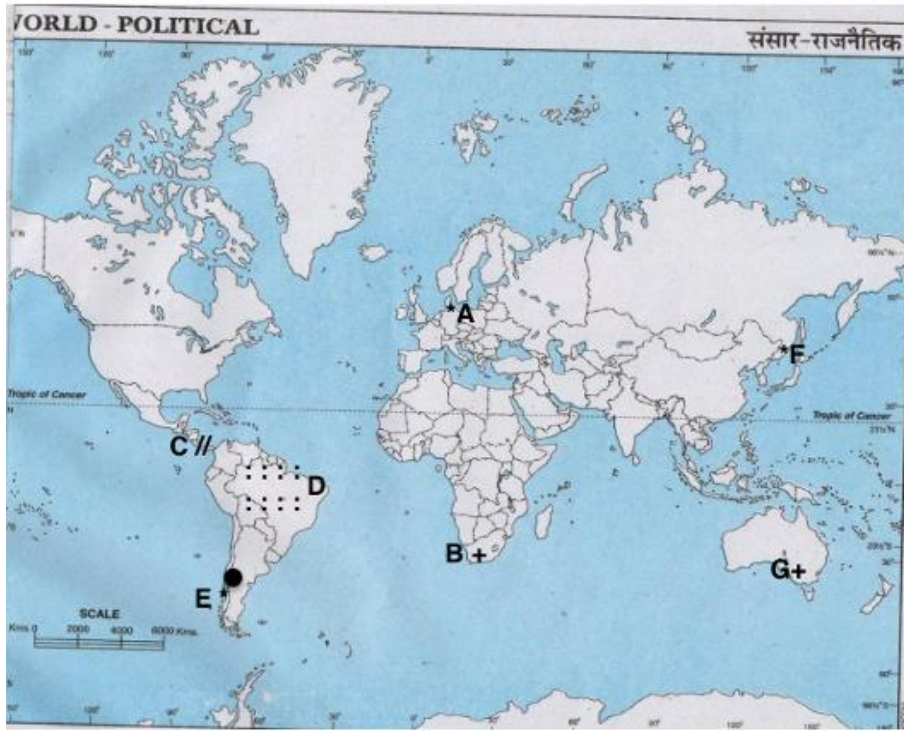 WORLD - POLITICAL
संसार-राजनैतिक
A
F
Tropic of Cancer
Tropic of Cancer
C //
D
B +
G+
E
SCALE
Kms 0 2000 4000 6000 Kms.